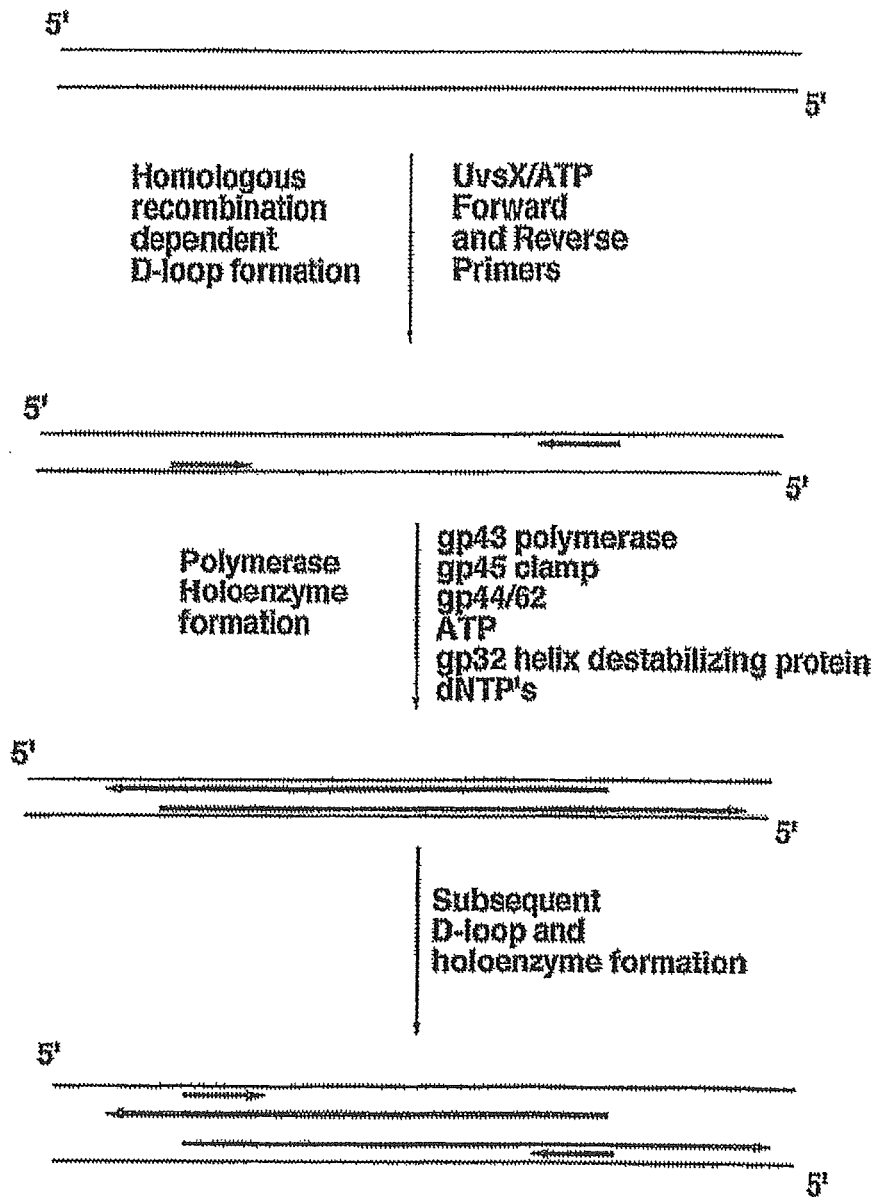 5'
5'
Homologous
recombination
dependent
D-loop formation
UvsX/ATP
Forward
and Reverse
Primers
5'
5'
Polymerase
Holoenzyme
formation
gp43 polymerase
gp45 clamp
gp44/62
ATP
gp32 helix destabilizing protein
dNTP's
5'
5'
Subsequent
D-loop and
holoenzyme formation
5'
5'